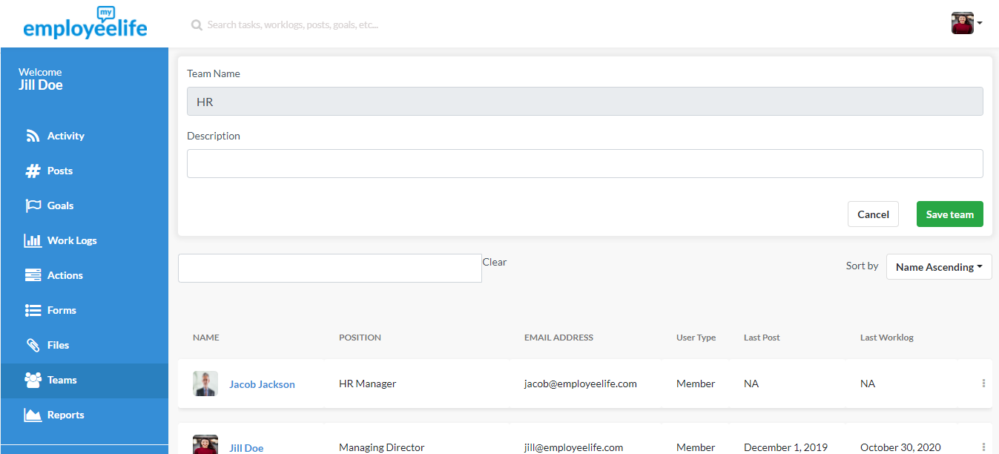 my
employeelife
Search tasks, worklogs, posts, goals, etc...
Welcome
Jill Doe
Activity
Posts
Goals
Work Logs
Actions
Forms
Files
Teams
Reports
Team Name
HR
Description
Cancel
Save team
Clear
Sort by
Name Ascending
NAME POSITION EMAIL ADDRESS User Type Last Post Last Worklog
Jacob Jackson HR Manager jacob@employeelife.com Member NA NA
Jill Doe Managing Director jill@employeelife.com Member December 1, 2019 October 30, 2020